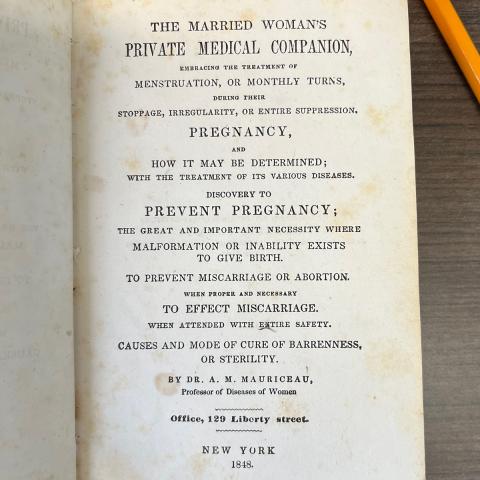 THE MARRIED WOMAN'S
PRIVATE MEDICAL COMPANION,
EMBRACING THE TREATMENT OF
MENSTRUATION, OR MONTHLY TURNS,
DURING THEIR
STOPPAGE, IRREGULARITY, OR ENTIRE SUPPRESSION.
PREGNANCY,
AND
HOW IT MAY BE DETERMINED;
WITH THE TREATMENT OF ITS VARIOUS DISEASES.
DISCOVERY TO
PREVENT PREGNANCY;
THE GREAT AND IMPORTANT NECESSITY WHERE
MALFORMATION OR INABILITY EXISTS
TO GIVE BIRTH.
TO PREVENT MISCARRIAGE OR ABORTION.
WHEN PROPER AND NECESSARY
TO EFFECT MISCARRIAGE.
WHEN ATTENDED WITH ENTIRE SAFETY.
CAUSES AND MODE OF CURE OF BARRENNESS,
OR STERILITY.
BY DR. A. M. MAURICEAU,
Professor of Diseases of Women
Office, 129 Liberty street.
NEW YORK
1848.